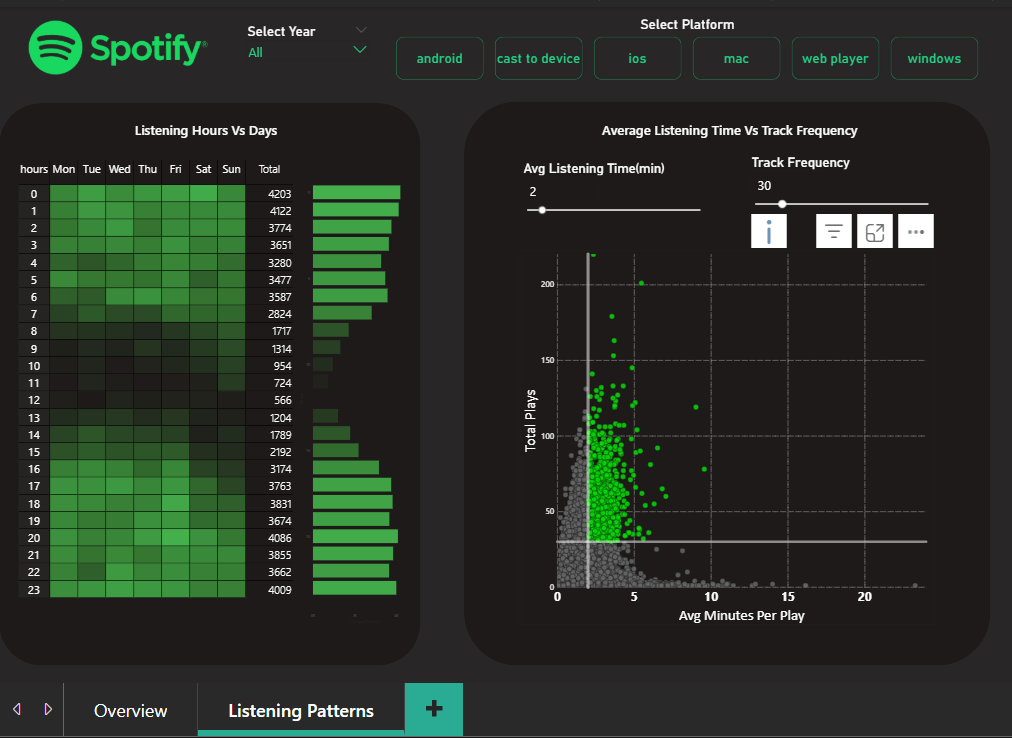 Spotify®
Select Year
All
Select Platform
android
cast to device
ios
mac
web player
windows
Listening Hours Vs Days
hours Mon Tue Wed Thu Fri Sat Sun Total
0 4203
1 4122
2 3774
3 3651
4 3280
5 3477
6 3587
7 2824
8 1717
9 1314
10 954
11 724
12 566
13 1204
14 1789
15 2192
16 3174
17 3763
18 3831
19 3674
20 4086
21 3855
22 3662
23 4009
Average Listening Time Vs Track Frequency
Avg Listening Time(min)
2
Track Frequency
30
i
Total Plays
200
150
100
50
0
0 5 10 15 20
Avg Minutes Per Play
Overview
Listening Patterns
+